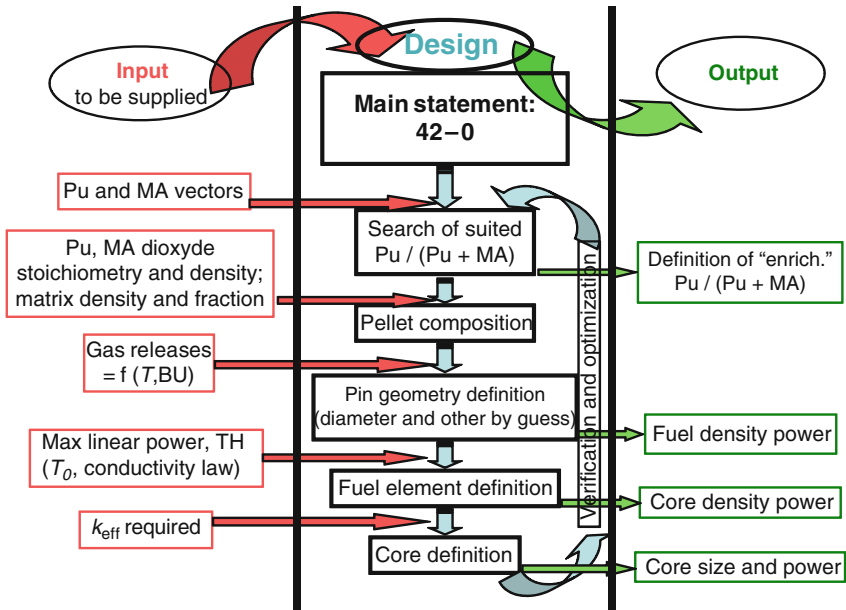 Input
to be supplied
Design
Output
Main statement:
42–0
Pu and MA vectors
Search of suited
Pu / (Pu + MA)
Definition of “enrich.”
Pu / (Pu + MA)
Pu, MA dioxyde
stoichiometry and density;
matrix density and fraction
Pellet composition
Gas releases
= f (T,BU)
Pin geometry definition
(diameter and other by guess)
Fuel density power
Max linear power, TH
(T0, conductivity law)
Fuel element definition
Core density power
keff required
Core definition
Core size and power
Verification and optimization